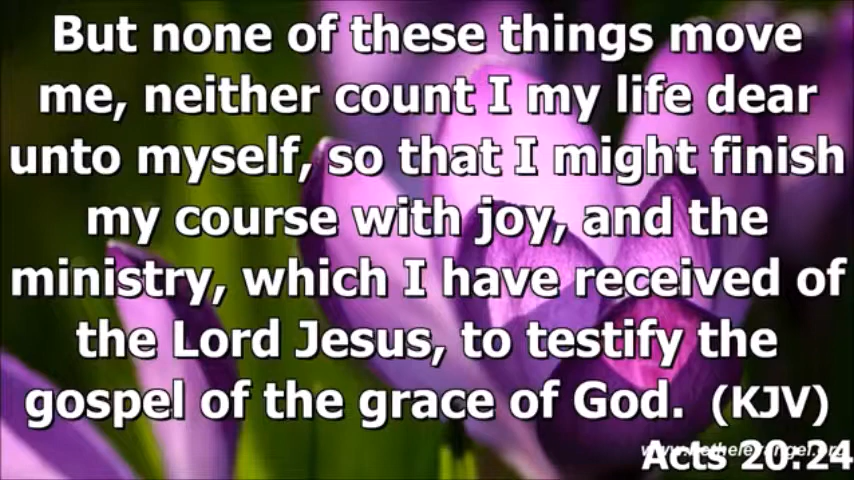 But none of these things move
me, neither count I my life dear
unto myself, so that I might finish
my course with joy, and the
ministry, which I have received of
the Lord Jesus, to testify the
gospel of the grace of God. (KJV)
Acts 20:24